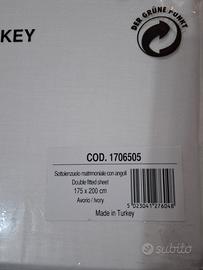 DER GRÜNE PUNKT
KEY
COD. 1706505
Sottolenzuolo matrimoniale con angoli
Double fitted sheet
175 x 200 cm
Avorio / Ivory
5 023041 276048
Made in Turkey
subito